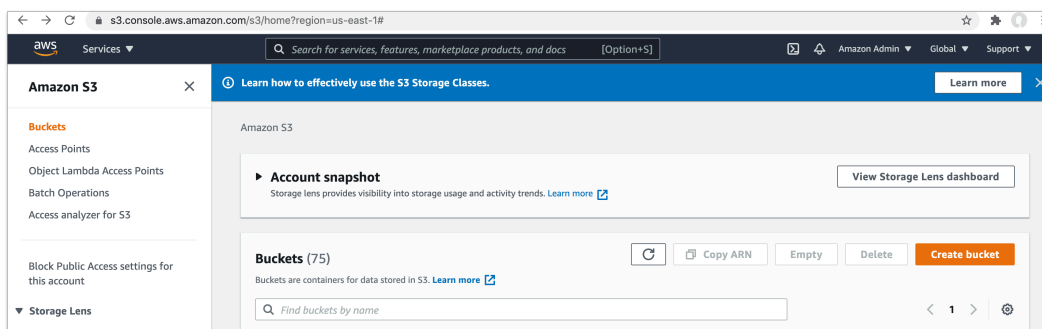 s3.console.aws.amazon.com/s3/home?region=us-east-1#
aws Services ▼ Search for services, features, marketplace products, and docs [Option+S] Amazon Admin ▼ Global ▼ Support ▼
Amazon S3
Learn how to effectively use the S3 Storage Classes. Learn more
Buckets
Access Points
Object Lambda Access Points
Batch Operations
Access analyzer for S3
Block Public Access settings for
this account
▼ Storage Lens
Amazon S3
Account snapshot
Storage lens provides visibility into storage usage and activity trends. Learn more
View Storage Lens dashboard
Buckets (75)
Copy ARN Empty Delete Create bucket
Buckets are containers for data stored in S3. Learn more
Find buckets by name
< 1 >